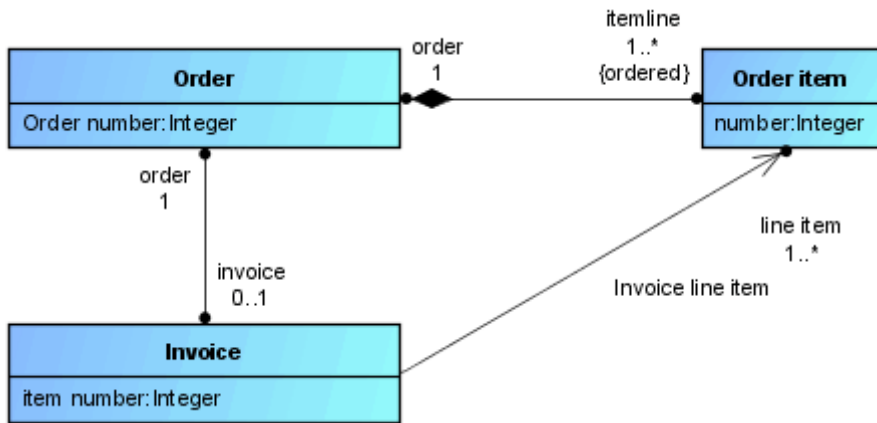 itemline
order
1..*
1
{ordered}
Order
Order item
Order number:Integer
number:Integer
order
1
line item
1..*
invoice
Invoice line item
0..1
Invoice
item number:Integer